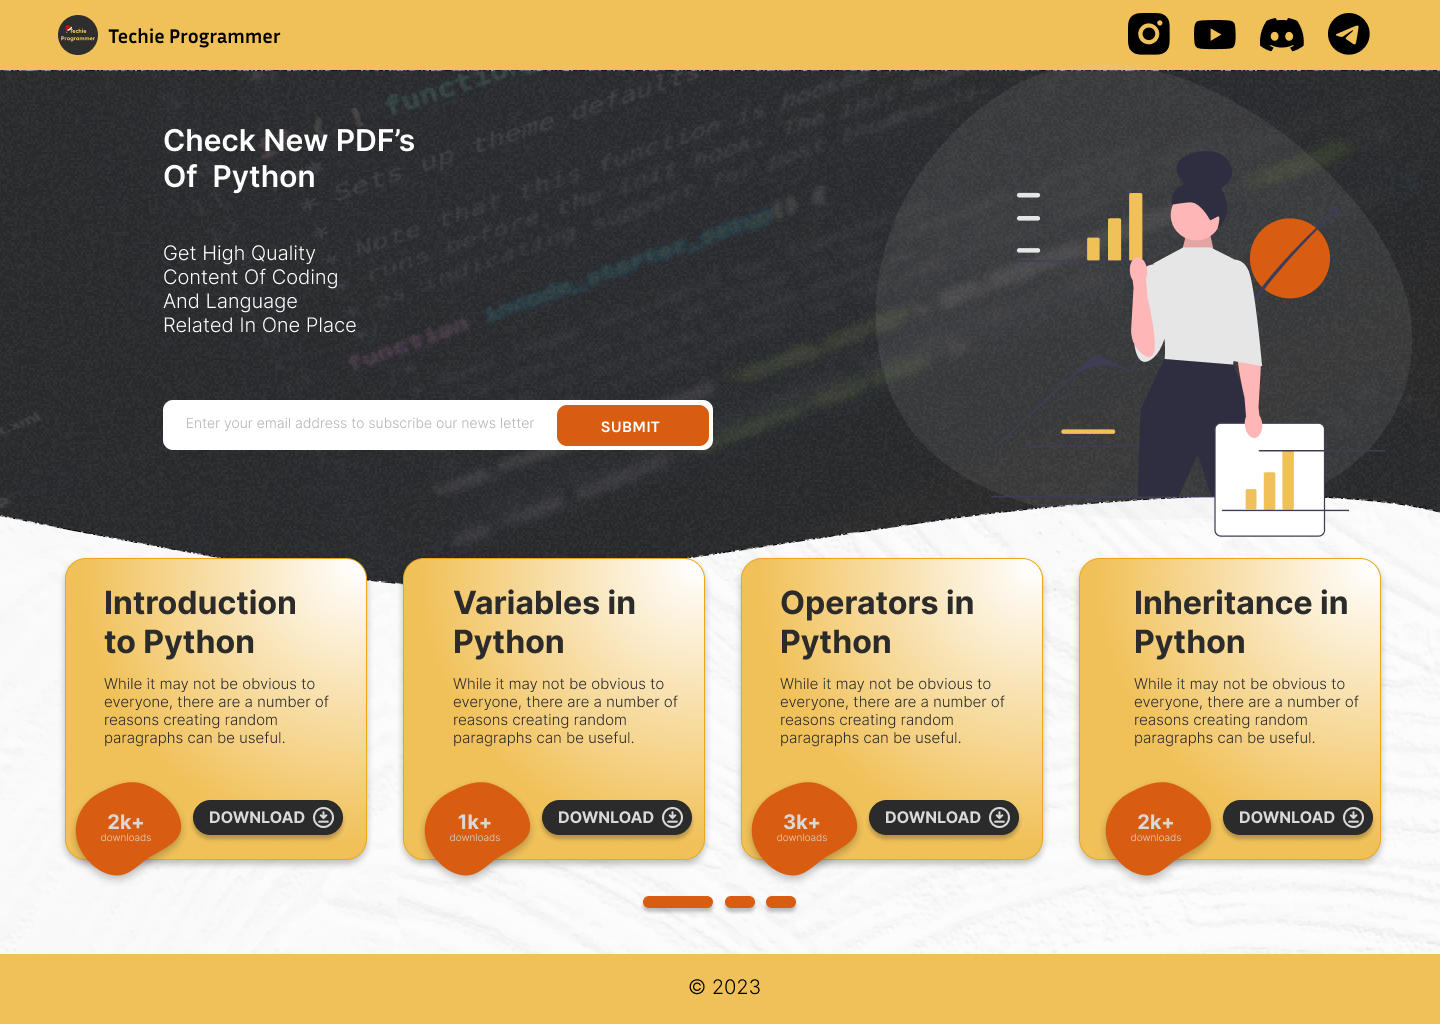 Techie
Programmer
Techie Programmer
function
Sets up theme defaults
Check New PDF’s
Of Python
Get High Quality
Content Of Coding
And Language
Related In One Place
function
Enter your email address to subscribe our news letter
SUBMIT
Introduction
to Python
While it may not be obvious to
everyone, there are a number of
reasons creating random
paragraphs can be useful.
2k+
downloads
DOWNLOAD
Variables in
Python
While it may not be obvious to
everyone, there are a number of
reasons creating random
paragraphs can be useful.
1k+
downloads
DOWNLOAD
Operators in
Python
While it may not be obvious to
everyone, there are a number of
reasons creating random
paragraphs can be useful.
3k+
downloads
DOWNLOAD
Inheritance in
Python
While it may not be obvious to
everyone, there are a number of
reasons creating random
paragraphs can be useful.
2k+
downloads
DOWNLOAD
© 2023